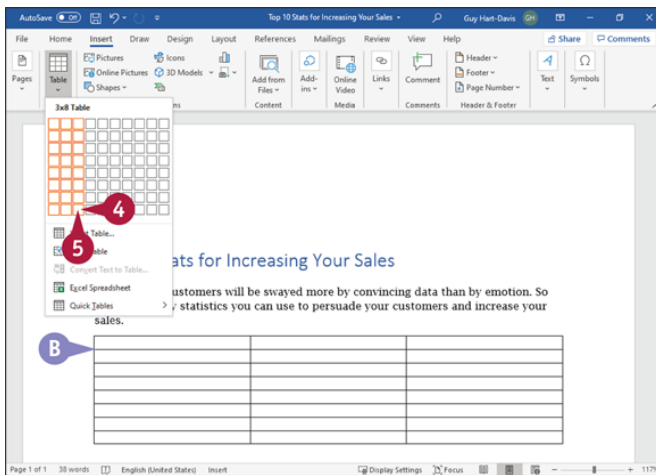 AutoSave Off Top 10 Stats for Increasing Your Sales Guy Hart-Davis GH
File Home Insert Draw Design Layout References Mailings Review View Help Share Comments
Pages
Table
Pictures
Online Pictures
Shapes
Icons
3D Models
Add from
Files
Content
Add-
ins
Online
Video
Media
Links
Comment
Comments
Header
Footer
Page Number
Header & Footer
Text
Symbols
3x8 Table
4
5
Table...
Convert Text to Table...
Excel Spreadsheet
Quick Tables
ats for Increasing Your Sales
ustomers will be swayed more by convincing data than by emotion. So
y statistics you can use to persuade your customers and increase your
sales.
B
Page 1 of 1 38 words English (United States) Insert Display Settings Focus